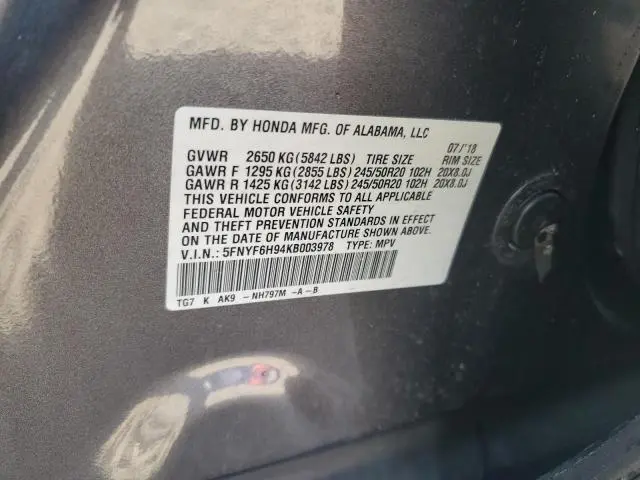 MFD. BY HONDA MFG. OF ALABAMA, LLC
07/'18
GVWR 2650 KG (5842 LBS) TIRE SIZE RIM SIZE
GAWR F 1295 KG (2855 LBS) 245/50R20 102H 20X8.0J
GAWR R 1425 KG (3142 LBS) 245/50R20 102H 20X8.0J
THIS VEHICLE CONFORMS TO ALL APPLICABLE
FEDERAL MOTOR VEHICLE SAFETY
AND THEFT PREVENTION STANDARDS IN EFFECT
ON THE DATE OF MANUFACTURE SHOWN ABOVE.
V.I.N.: 5FNYF6H94KB003978 TYPE: MPV
TG7 K AK9 -NH797M -A-B